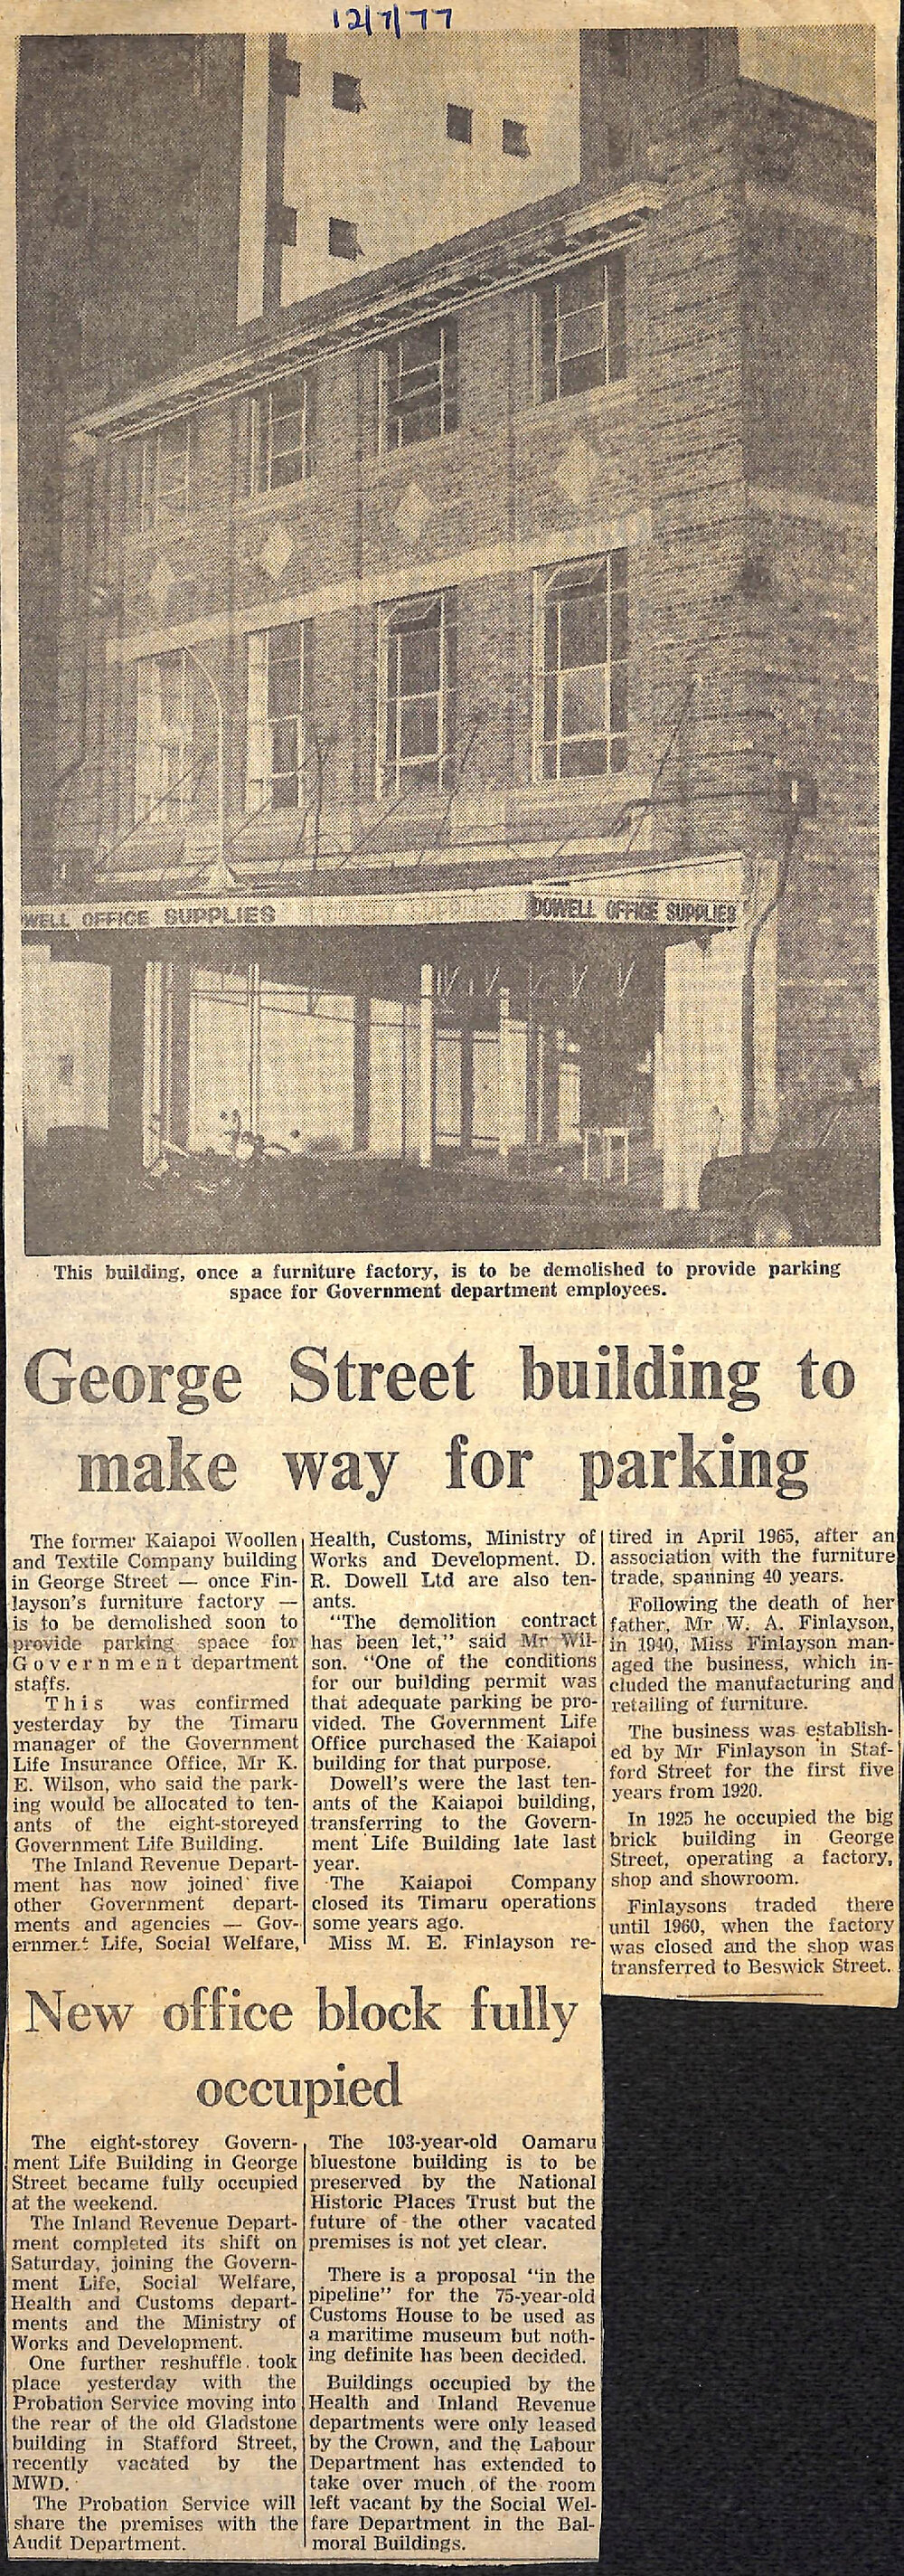 12/7/77
WELL OFFICE SUPPLIES
DOWELL OFFICE SUPPLIES
This building, once a furniture factory, is to be demolished to provide parking
space for Government department employees.
George Street building to
make way for parking
The former Kaiapoi Woollen
and Textile Company building
in George Street — once Fin-
layson's furniture factory —
is to be demolished soon to
provide parking space for
Government department
staffs.
This was confirmed
yesterday by the Timaru
manager of the Government
Life Insurance Office, Mr K.
E. Wilson, who said the park-
ing would be allocated to ten-
ants of the eight-storeyed
Government Life Building.
The Inland Revenue Depart-
ment has now joined five
other Government depart-
ments and agencies — Gov-
ernment Life, Social Welfare,
Health, Customs, Ministry of
Works and Development. D.
R. Dowell Ltd are also ten-
ants.
"The demolition contract
has been let," said Mr Wil-
son. "One of the conditions
for our building permit was
that adequate parking be pro-
vided. The Government Life
Office purchased the Kaiapoi
building for that purpose.
Dowell's were the last ten-
ants of the Kaiapoi building,
transferring to the Govern-
ment Life Building late last
year.
The Kaiapoi Company
closed its Timaru operations
some years ago.
Miss M. E. Finlayson re-
tired in April 1965, after an
association with the furniture
trade, spanning 40 years.
Following the death of her
father, Mr W. A. Finlayson,
in 1940, Miss Finlayson man-
aged the business, which in-
cluded the manufacturing and
retailing of furniture.
The business was establish-
ed by Mr Finlayson in Staf-
ford Street for the first five
years from 1920.
In 1925 he occupied the big
brick building in George
Street, operating a factory,
shop and showroom.
Finlaysons traded there
until 1960, when the factory
was closed and the shop was
transferred to Beswick Street.
New office block fully
occupied
The eight-storey Govern-
ment Life Building in George
Street became fully occupied
at the weekend.
The Inland Revenue Depart-
ment completed its shift on
Saturday, joining the Govern-
ment Life, Social Welfare,
Health and Customs depart-
ments and the Ministry of
Works and Development.
One further reshuffle took
place yesterday with the
Probation Service moving into
the rear of the old Gladstone
building in Stafford Street,
recently vacated by the
MWD.
The Probation Service will
share the premises with the
Audit Department.
The 103-year-old Oamaru
bluestone building is to be
preserved by the National
Historic Places Trust but the
future of the other vacated
premises is not yet clear.
There is a proposal "in the
pipeline" for the 75-year-old
Customs House to be used as
a maritime museum but noth-
ing definite has been decided.
Buildings occupied by the
Health and Inland Revenue
departments were only leased
by the Crown, and the Labour
Department has extended to
take over much of the room
left vacant by the Social Wel-
fare Department in the Bal-
moral Buildings.